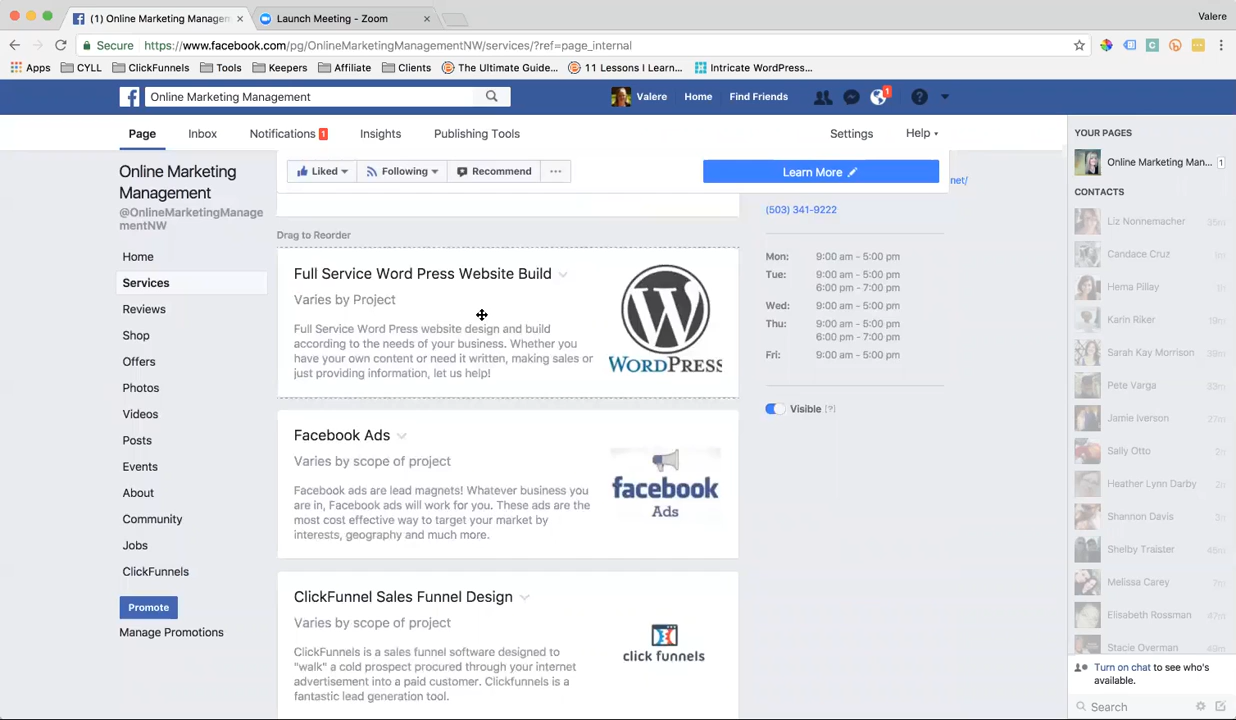 (1) Online Marketing Managemen
Launch Meeting - Zoom
Valere
Secure
https://www.facebook.com/pg/OnlineMarketingManagementNW/services/?ref=page_internal
Apps
CYLL
ClickFunnels
Tools
Keepers
Affiliate
Clients
The Ultimate Guide...
11 Lessons I Learn...
Intricate WordPress...
Online Marketing Management
Valere
Home
Find Friends
1
Page
Inbox
Notifications 1
Insights
Publishing Tools
Settings
Help
Online Marketing
Management
@OnlineMarketingManage
mentNW
Home
Services
Reviews
Shop
Offers
Photos
Videos
Posts
Events
About
Community
Jobs
ClickFunnels
Promote
Manage Promotions
Liked
Following
Recommend
...
Learn More
Drag to Reorder
Full Service Word Press Website Build
Varies by Project
Full Service Word Press website design and build
according to the needs of your business. Whether you
have your own content or need it written, making sales or
just providing information, let us help!
WORDPRESS
Facebook Ads
Varies by scope of project
Facebook ads are lead magnets! Whatever business you
are in, Facebook ads will work for you. These ads are the
most cost effective way to target your market by
interests, geography and much more.
facebook
Ads
ClickFunnel Sales Funnel Design
Varies by scope of project
ClickFunnels is a sales funnel software designed to
"walk" a cold prospect procured through your internet
advertisement into a paid customer. Clickfunnels is a
fantastic lead generation tool.
click funnels
net/
(503) 341-9222
Mon: 9:00 am - 5:00 pm
Tue: 9:00 am - 5:00 pm
6:00 pm - 7:00 pm
Wed: 9:00 am - 5:00 pm
Thu: 9:00 am - 5:00 pm
6:00 pm - 7:00 pm
Fri: 9:00 am - 5:00 pm
Visible [?]
YOUR PAGES
Online Marketing Man... 1
CONTACTS
Liz Nonnemacher
Candace Cruz
Hema Pillay
Karin Riker
Sarah Kay Morrison
Pete Varga
Jamie Iverson
Sally Otto
Heather Lynn Darby
Shannon Davis
Shelby Traister
Melissa Carey
Elisabeth Rossman
Stacie Overman
Turn on chat to see who's
available.
Search